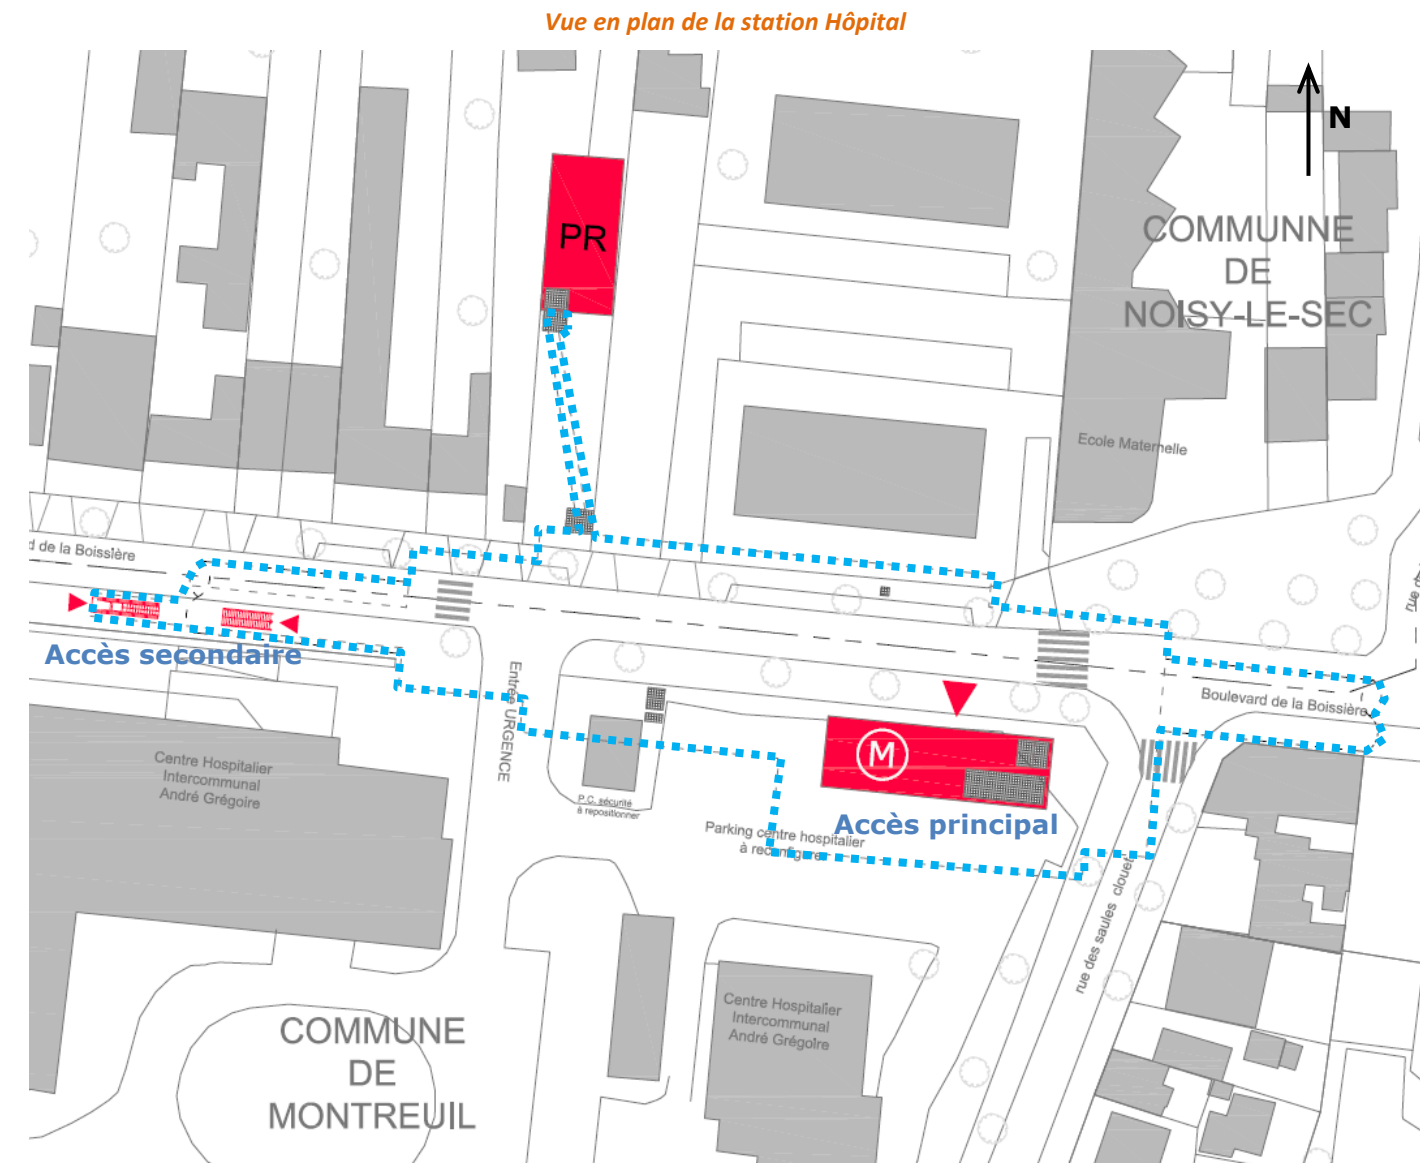 Vue en plan de la station Hôpital
N
PR
COMMUNNE
DE
NOISY-LE-SEC
Ecole Maternelle
d de la Boissière
rue d
Accès secondaire
Entrée URGENCE
Boulevard de la Boissière
M
Centre Hospitalier
Intercommunal
André Grégoire
P.C. sécurité
à repositionner
Accès principal
Parking centre hospitalier
à reconfigurer
rue des saules clouet
Centre Hospitalier
Intercommunal
André Grégoire
COMMUNE
DE
MONTREUIL